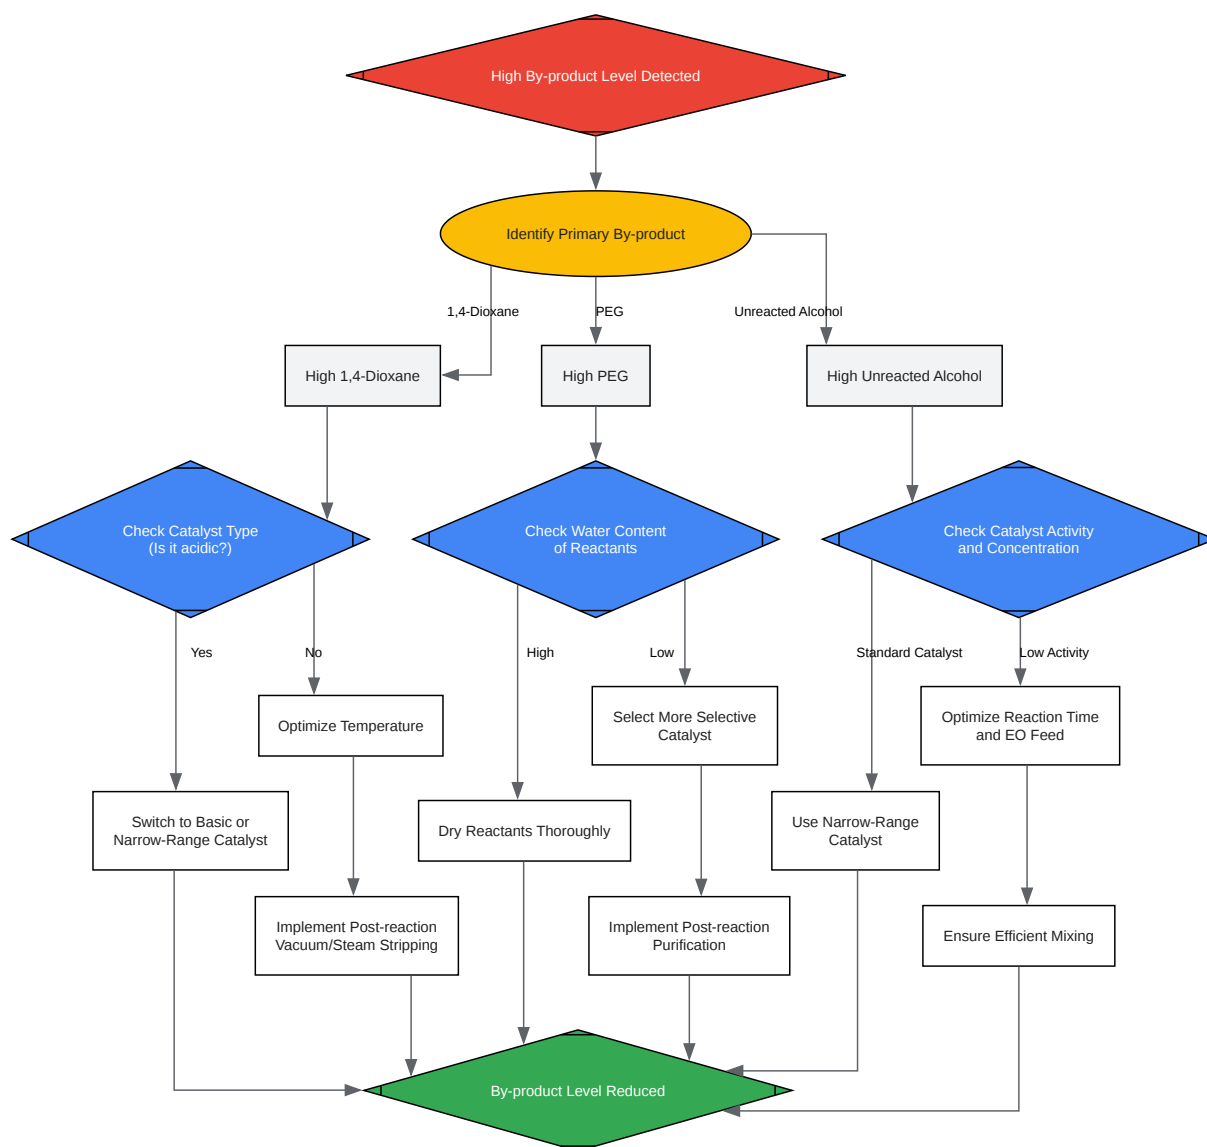 High By-product Level Detected
Identify Primary By-product
1,4-Dioxane
PEG
Unreacted Alcohol
High 1,4-Dioxane
High PEG
High Unreacted Alcohol
Check Catalyst Type
(Is it acidic?)
Check Water Content
of Reactants
Check Catalyst Activity
and Concentration
Yes
No
High
Low
Standard Catalyst
Low Activity
Optimize Temperature
Select More Selective
Catalyst
Optimize Reaction Time
and EO Feed
Switch to Basic or
Narrow-Range Catalyst
Dry Reactants Thoroughly
Use Narrow-Range
Catalyst
Implement Post-reaction
Vacuum/Steam Stripping
Implement Post-reaction
Purification
Ensure Efficient Mixing
By-product Level Reduced